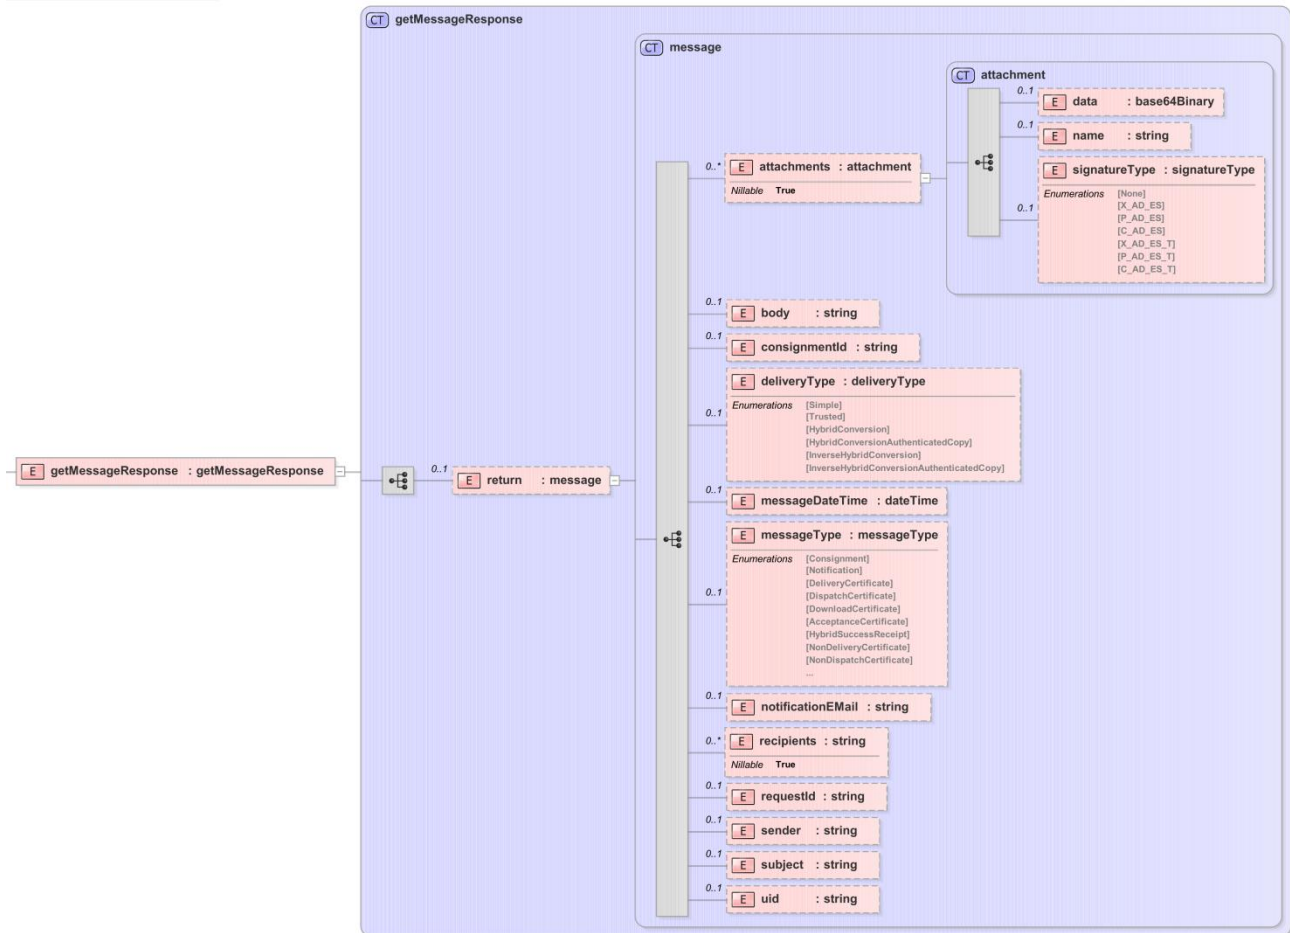 CT getMessageResponse
CT message
CT attachment
0..1
E data : base64Binary
0..1
E name : string
0..*
E attachments : attachment
Nillable True
E signatureType : signatureType
Enumerations [None]
[X_AD_ES]
0..1
[P_AD_ES]
[C_AD_ES]
[X_AD_ES_T]
[P_AD_ES_T]
[C_AD_ES_T]
0..1
E body : string
0..1
E consignmentId : string
E deliveryType : deliveryType
0..1
Enumerations [Simple]
[Trusted]
[HybridConversion]
[HybridConversionAuthenticatedCopy]
[InverseHybridConversion]
[InverseHybridConversionAuthenticatedCopy]
E getMessageResponse : getMessageResponse
0..1
E return : message
0..1
E messageDateTime : dateTime
E messageType : messageType
Enumerations [Consignment]
[Notification]
[DeliveryCertificate]
0..1
[DispatchCertificate]
[DownloadCertificate]
[AcceptanceCertificate]
[HybridSuccessReceipt]
[NonDeliveryCertificate]
[NonDispatchCertificate]
...
0..1
E notificationEMail : string
0..*
E recipients : string
Nillable True
0..1
E requestId : string
0..1
E sender : string
0..1
E subject : string
0..1
E uid : string